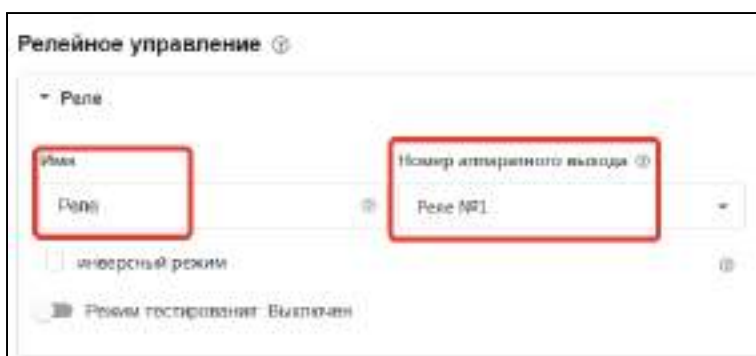 Релейное управление
Реле
Имя
Номер аппаратного выхода
Реле
Реле №1
инверсный режим
Режим тестирования: Выключен